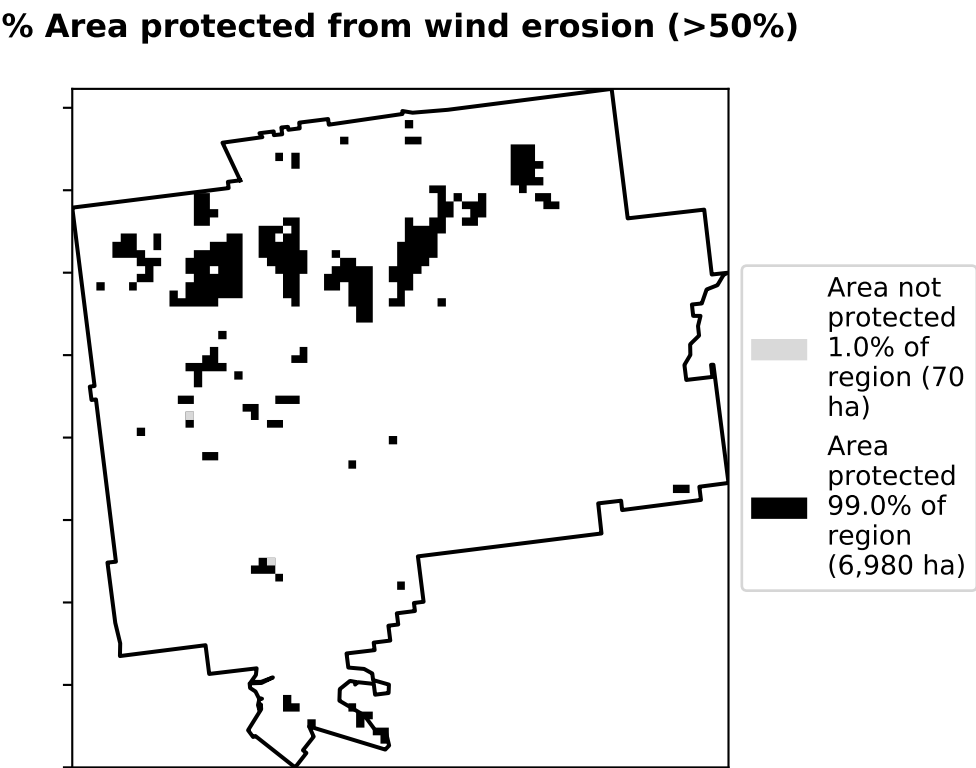 % Area protected from wind erosion (>50%)
Area not
protected
1.0% of
region (70
ha)
Area
protected
99.0% of
region
(6,980 ha)